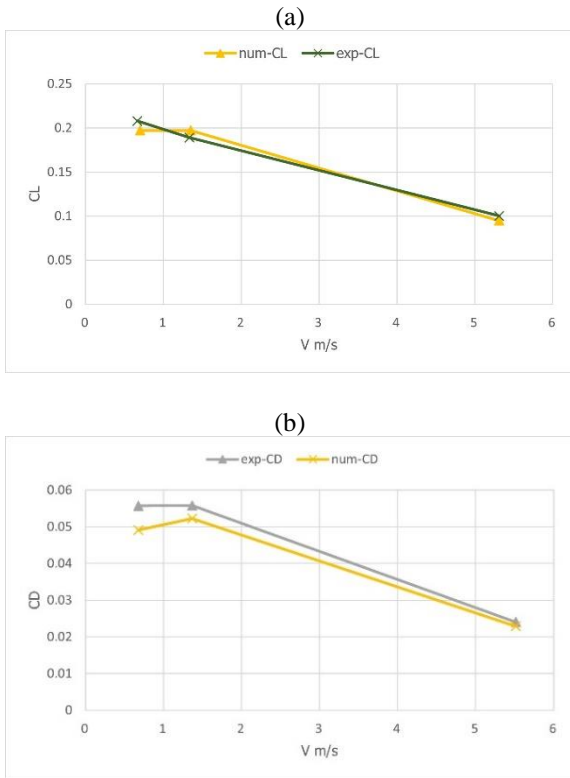 (a)
num-CL exp-CL
0.25
0.2
0.15
0.1
0.05
0
CL
0 1 2 3 4 5 6
V m/s
(b)
exp-CD num-CD
0.06
0.05
0.04
0.03
0.02
0.01
0
CD
0 1 2 3 4 5 6
V m/s